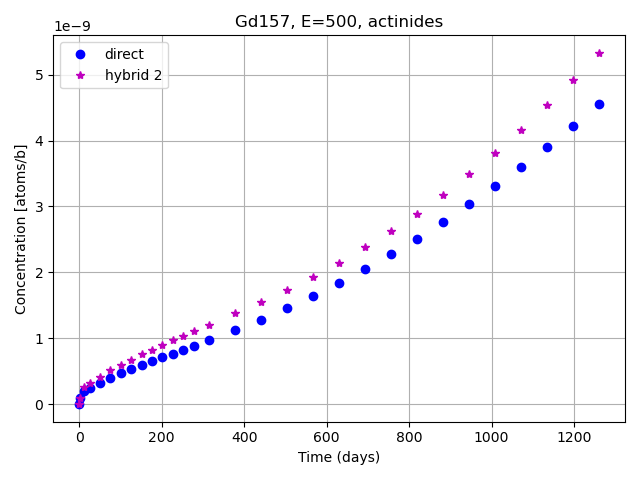 Gd157, E=500, actinides
1e−9
direct
hybrid 2
5
4
3
2
1
0
Concentration [atoms/b]
0 200 400 600 800 1000 1200
Time (days)